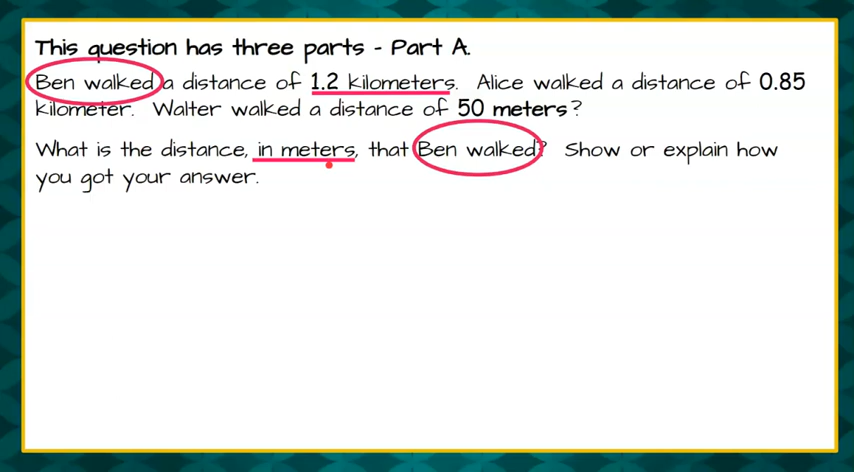 This question has three parts - Part A.
Ben walked a distance of 1.2 kilometers. Alice walked a distance of 0.85
kilometer. Walter walked a distance of 50 meters?
What is the distance, in meters, that Ben walked? Show or explain how
you got your answer.